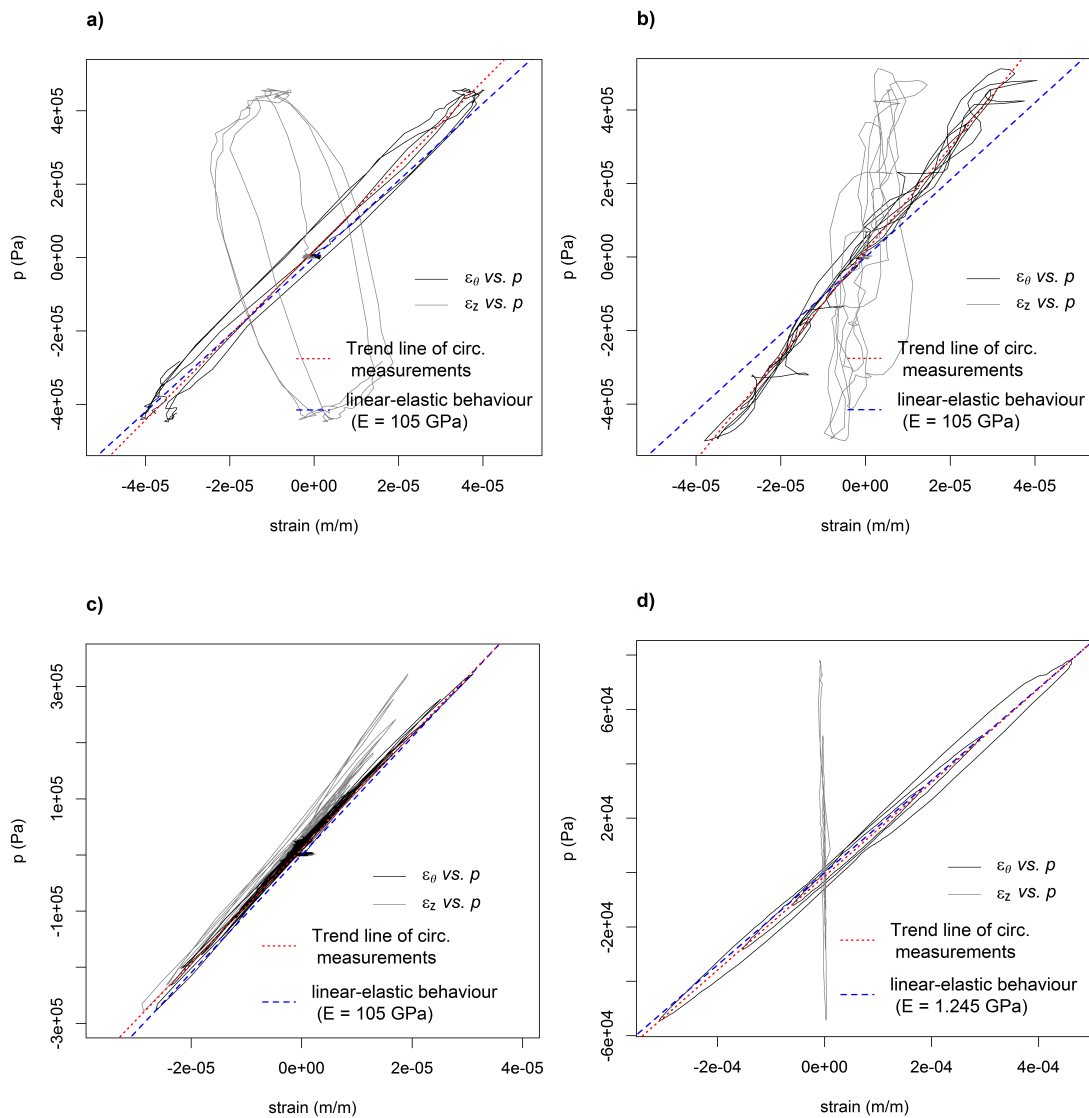 a)
p (Pa)
4e+05
2e+05
0e+00
-2e+05
-4e+05
εθ vs. p
εz vs. p
Trend line of circ.
measurements
linear-elastic behaviour
(E = 105 GPa)
-4e-05 -2e-05 0e+00 2e-05 4e-05
strain (m/m)
b)
p (Pa)
4e+05
2e+05
0e+00
-2e+05
-4e+05
εθ vs. p
εz vs. p
Trend line of circ.
measurements
linear-elastic behaviour
(E = 105 GPa)
-4e-05 -2e-05 0e+00 2e-05 4e-05
strain (m/m)
c)
p (Pa)
3e+05
1e+05
-1e+05
-3e+05
εθ vs. p
εz vs. p
Trend line of circ.
measurements
linear-elastic behaviour
(E = 105 GPa)
-2e-05 0e+00 2e-05 4e-05
strain (m/m)
d)
p (Pa)
6e+04
2e+04
-2e+04
-6e+04
εθ vs. p
εz vs. p
Trend line of circ.
measurements
linear-elastic behaviour
(E = 1.245 GPa)
-2e-04 0e+00 2e-04 4e-04
strain (m/m)